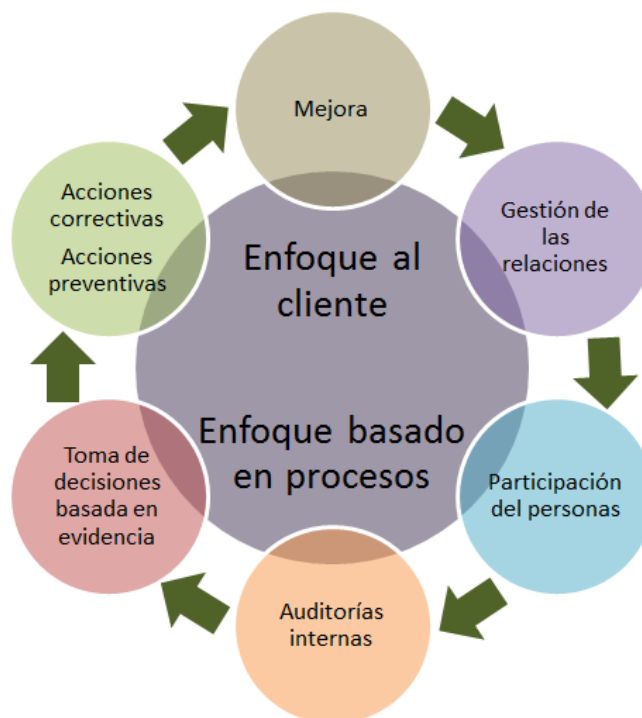 Mejora
Gestión de
las
relaciones
Participación
del personas
Auditorías
internas
Toma de
decisiones
basada en
evidencia
Acciones
correctivas
Acciones
preventivas
Enfoque al
cliente
Enfoque basado
en procesos